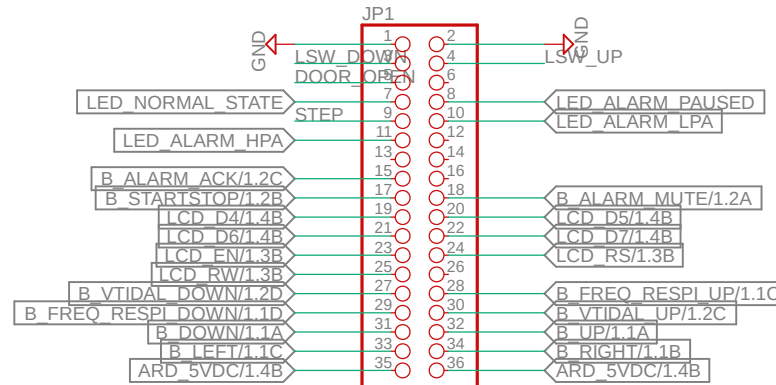 JP1
GND 1 2 GND
LSW_DOWN 3 4 LSW_UP
DOOR_OPEN 5 6
LED_NORMAL_STATE 7 8 LED_ALARM_PAUSED
STEP 9 10 LED_ALARM_LPA
LED_ALARM_HPA 11 12
13 14
B_ALARM_ACK/1.2C 15 16
B_STARTSTOP/1.2B 17 18 B_ALARM_MUTE/1.2A
LCD_D4/1.4B 19 20 LCD_D5/1.4B
LCD_D6/1.4B 21 22 LCD_D7/1.4B
LCD_EN/1.3B 23 24 LCD_RS/1.3B
LCD_RW/1.3B 25 26
B_VTIDAL_DOWN/1.2D 27 28 B_FREQ_RESPI_UP/1.1C
B_FREQ_RESPI_DOWN/1.1D 29 30 B_VTIDAL_UP/1.2C
B_DOWN/1.1A 31 32 B_UP/1.1A
B_LEFT/1.1C 33 34 B_RIGHT/1.1B
ARD_5VDC/1.4B 35 36 ARD_5VDC/1.4B